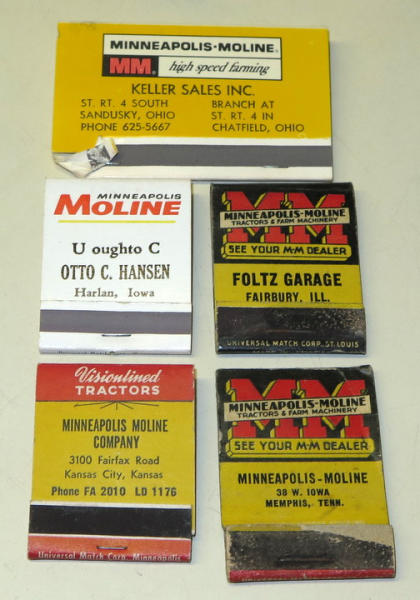 MINNEAPOLIS-MOLINE
MM. high speed farming
KELLER SALES INC.
ST. RT. 4 SOUTH
SANDUSKY, OHIO
PHONE 625-5667
BRANCH AT
ST. RT. 4 IN
CHATFIELD, OHIO
MINNEAPOLIS
MOLINE
U oughto C
OTTO C. HANSEN
Harlan, Iowa
MM
MINNEAPOLIS-MOLINE
TRACTORS & FARM MACHINERY
SEE YOUR M-M DEALER
FOLTZ GARAGE
FAIRBURY, ILL.
UNIVERSAL MATCH CORP. ST. LOUIS
Visionlined
TRACTORS
MINNEAPOLIS MOLINE
COMPANY
3100 Fairfax Road
Kansas City, Kansas
Phone FA 2010 LD 1176
Universal Match Corp. Minneapolis
MM
MINNEAPOLIS-MOLINE
TRACTORS & FARM MACHINERY
SEE YOUR M-M DEALER
MINNEAPOLIS-MOLINE
38 W. IOWA
MEMPHIS, TENN.